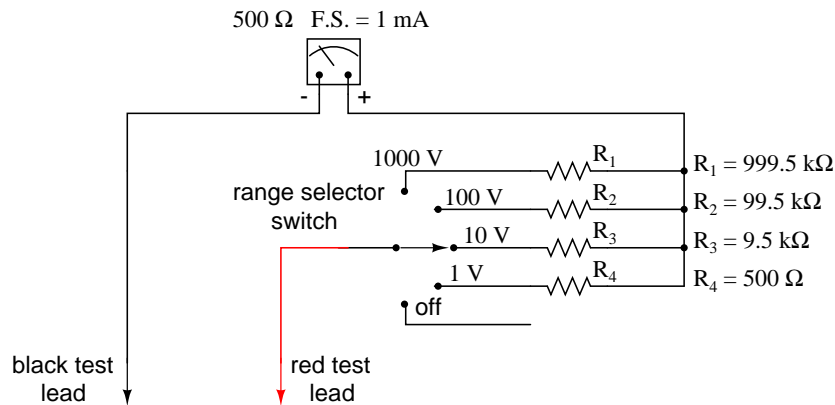 500 Ω F.S. = 1 mA
- +
1000 V R1 R1 = 999.5 kΩ
range selector
switch
100 V R2 R2 = 99.5 kΩ
10 V R3 R3 = 9.5 kΩ
1 V R4 R4 = 500 Ω
off
black test
lead
red test
lead